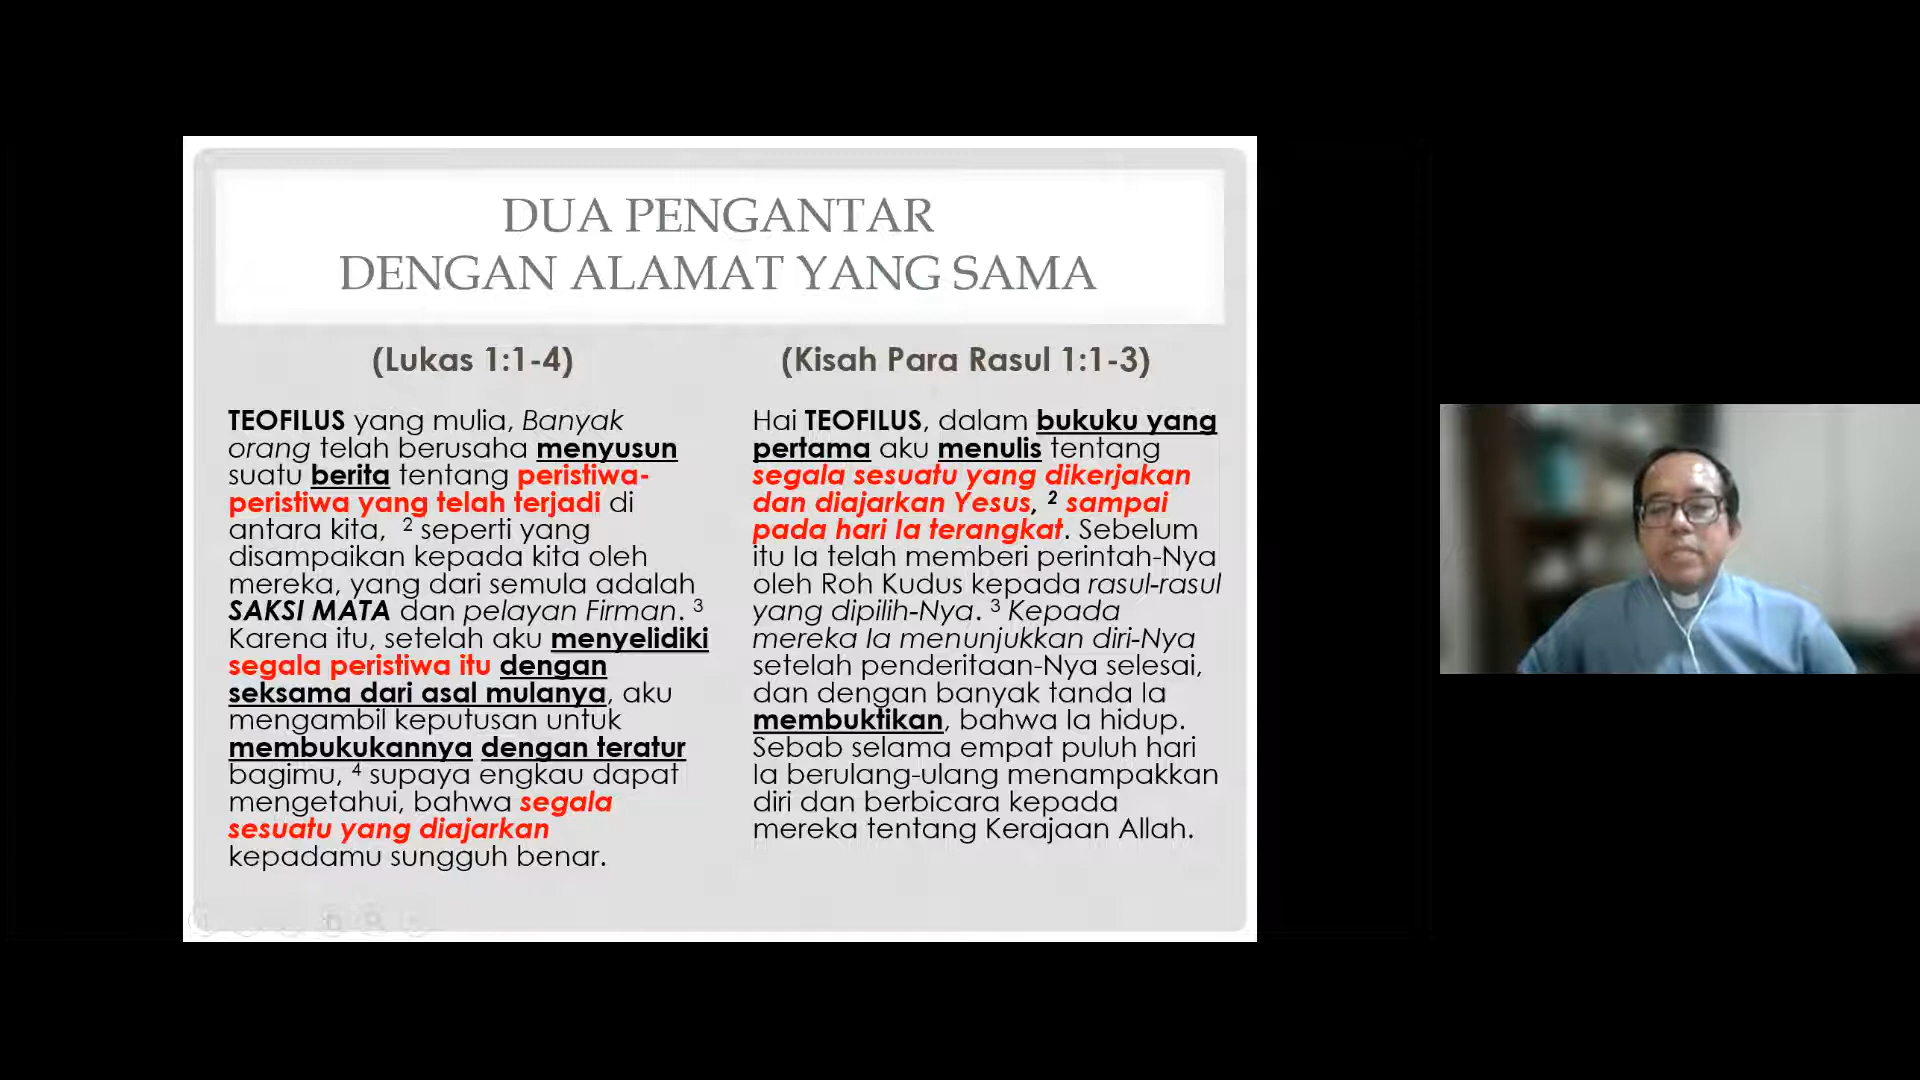 DUA PENGANTAR
DENGAN ALAMAT YANG SAMA
(Lukas 1:1-4)
TEOFILUS yang mulia, Banyak
orang telah berusaha menyusun
suatu berita tentang peristiwa-
peristiwa yang telah terjadi di
antara kita, 2 seperti yang
disampaikan kepada kita oleh
mereka, yang dari semula adalah
SAKSI MATA dan pelayan Firman. 3
Karena itu, setelah aku menyelidiki
segala peristiwa itu dengan
seksama dari asal mulanya, aku
mengambil keputusan untuk
membukukannya dengan teratur
bagimu, 4 supaya engkau dapat
mengetahui, bahwa segala
sesuatu yang diajarkan
kepadamu sungguh benar.
(Kisah Para Rasul 1:1-3)
Hai TEOFILUS, dalam bukuku yang
pertama aku menulis tentang
segala sesuatu yang dikerjakan
dan diajarkan Yesus, 2 sampai
pada hari Ia terangkat. Sebelum
itu Ia telah memberi perintah-Nya
oleh Roh Kudus kepada rasul-rasul
yang dipilih-Nya. 3 Kepada
mereka Ia menunjukkan diri-Nya
setelah penderitaan-Nya selesai,
dan dengan banyak tanda Ia
membuktikan, bahwa Ia hidup.
Sebab selama empat puluh hari
Ia berulang-ulang menampakkan
diri dan berbicara kepada
mereka tentang Kerajaan Allah.